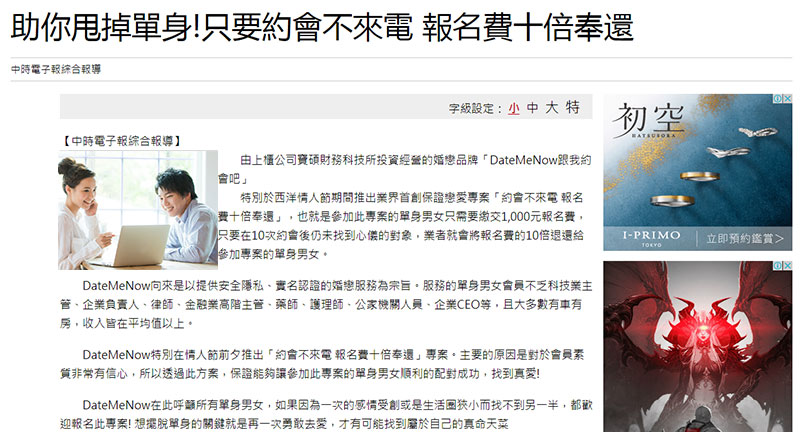 助你甩掉單身!只要約會不來電 報名費十倍奉還
中時電子報綜合報導
字級設定： 小 中 大 特
【中時電子報綜合報導】
由上櫃公司寶碩財務科技所投資經營的婚戀品牌「DateMeNow跟我約
會吧」
特別於西洋情人節期間推出業界首創保證戀愛專案「約會不來電 報名
費十倍奉還」，也就是參加此專案的單身男女只需要繳交1,000元報名費，
只要在10次約會後仍未找到心儀的對象，業者就會將報名費的10倍退還給
參加專案的單身男女。
DateMeNow向來是以提供安全隱私、實名認證的婚戀服務為宗旨。服務的單身男女會員不乏科技業主
管、企業負責人、律師、金融業高階主管、藥師、護理師、公家機關人員、企業CEO等，且大多數有車有
房，收入皆在平均值以上。
DateMeNow特別在情人節前夕推出「約會不來電 報名費十倍奉還」專案。主要的原因是對於會員素
質非常有信心，所以透過此方案，保證能夠讓參加此專案的單身男女順利的配對成功，找到真愛!
DateMeNow在此呼籲所有單身男女，如果因為一次的感情受創或是生活圈狹小而找不到另一半，都歡
迎報名此專案! 想擺脫單身的關鍵就是再一次勇敢去愛，才有可能找到屬於自己的真命天菜
初空
HATSUSORA
I-PRIMO
TOKYO
立即預約鑑賞＞